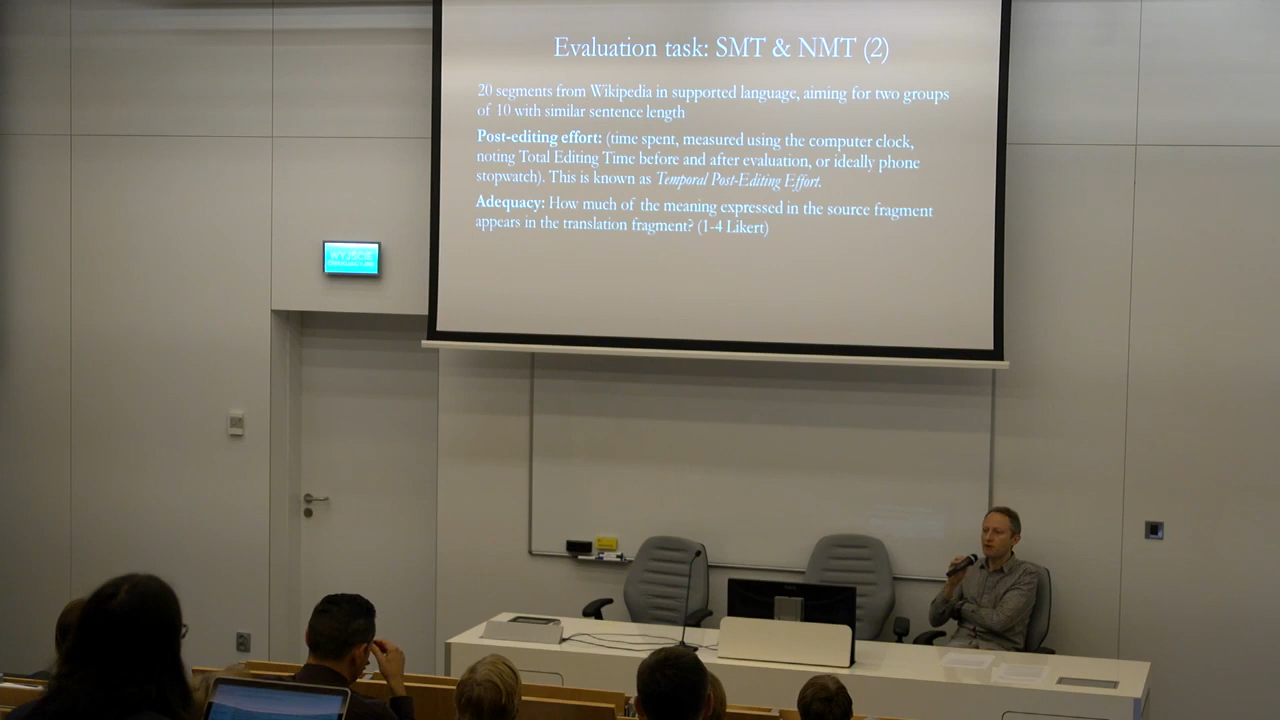 Evaluation task: SMT & NMT (2)
20 segments from Wikipedia in supported language, aiming for two groups
of 10 with similar sentence length
Post-editing effort: (time spent, measured using the computer clock,
noting Total Editing Time before and after evaluation, or ideally phone
stopwatch). This is known as Temporal Post-Editing Effort.
Adequacy: How much of the meaning expressed in the source fragment
appears in the translation fragment? (1-4 Likert)
WYJŚCIE